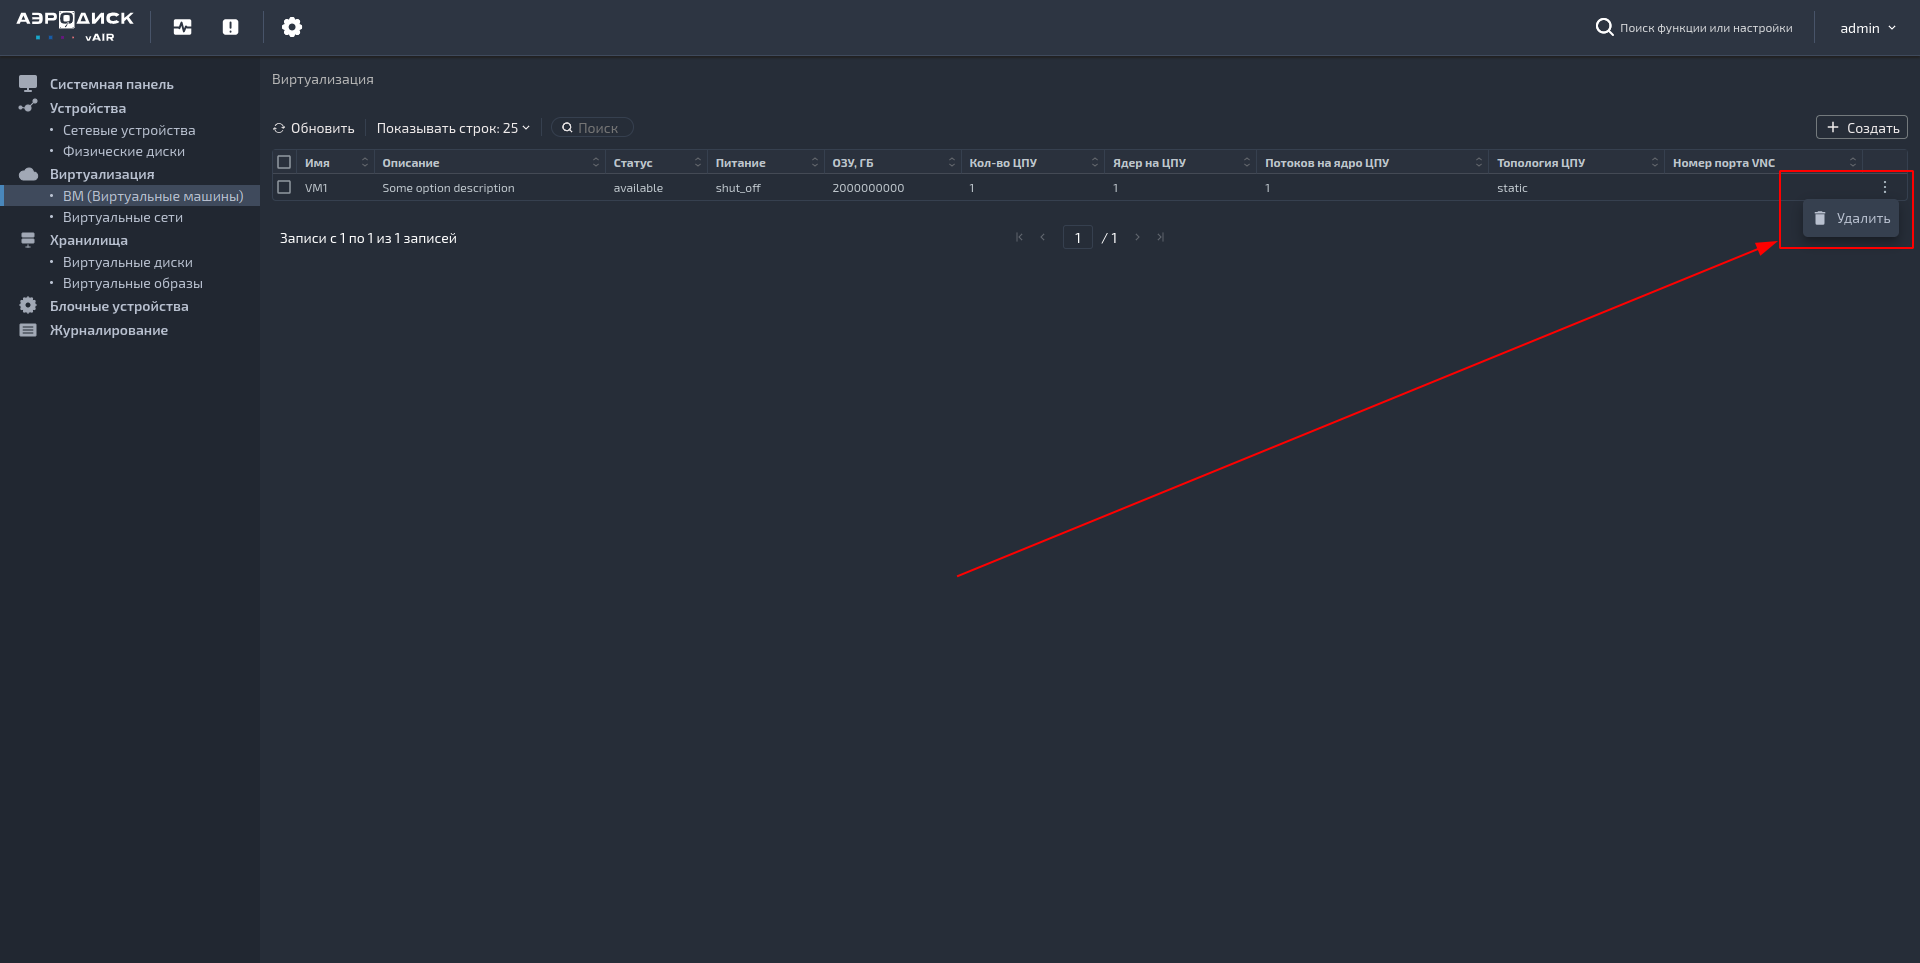 АЭРОДИСК
vAIR
Поиск функции или настройки
admin
Системная панель
Устройства
Сетевые устройства
Физические диски
Виртуализация
ВМ (Виртуальные машины)
Виртуальные сети
Хранилища
Виртуальные диски
Виртуальные образы
Блочные устройства
Журналирование
Виртуализация
Обновить Показывать строк: 25 Поиск Создать
Имя Описание Статус Питание ОЗУ, ГБ Кол-во ЦПУ Ядер на ЦПУ Потоков на ядро ЦПУ Топология ЦПУ Номер порта VNC
VM1 Some option description available shut_off 2000000000 1 1 1 static
Удалить
Записи с 1 по 1 из 1 записей 1 / 1